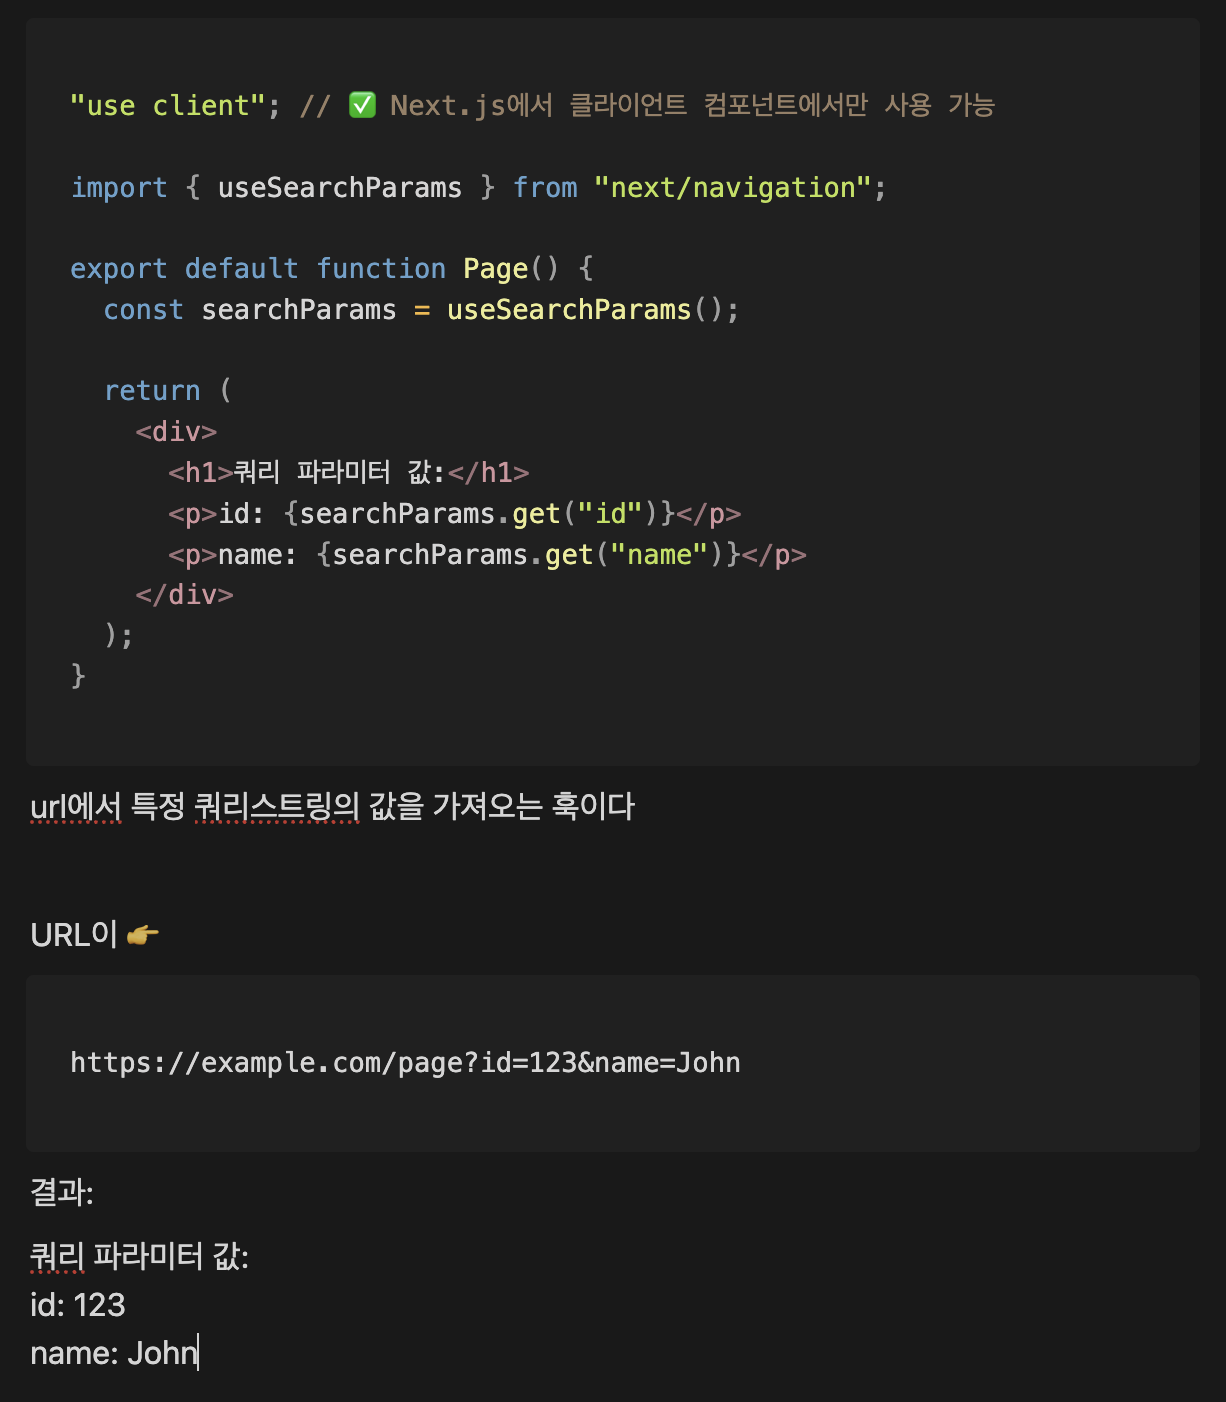 "use client"; // ✅ Next.js에서 클라이언트 컴포넌트에서만 사용 가능
import { useSearchParams } from "next/navigation";
export default function Page() {
  const searchParams = useSearchParams();
  return (
    <div>
      <h1>쿼리 파라미터 값:</h1>
      <p>id: {searchParams.get("id")}</p>
      <p>name: {searchParams.get("name")}</p>
    </div>
  );
}
url에서 특정 쿼리스트링의 값을 가져오는 훅이다
URL이 👉
https://example.com/page?id=123&name=John
결과:
쿼리 파라미터 값:
id: 123
name: John